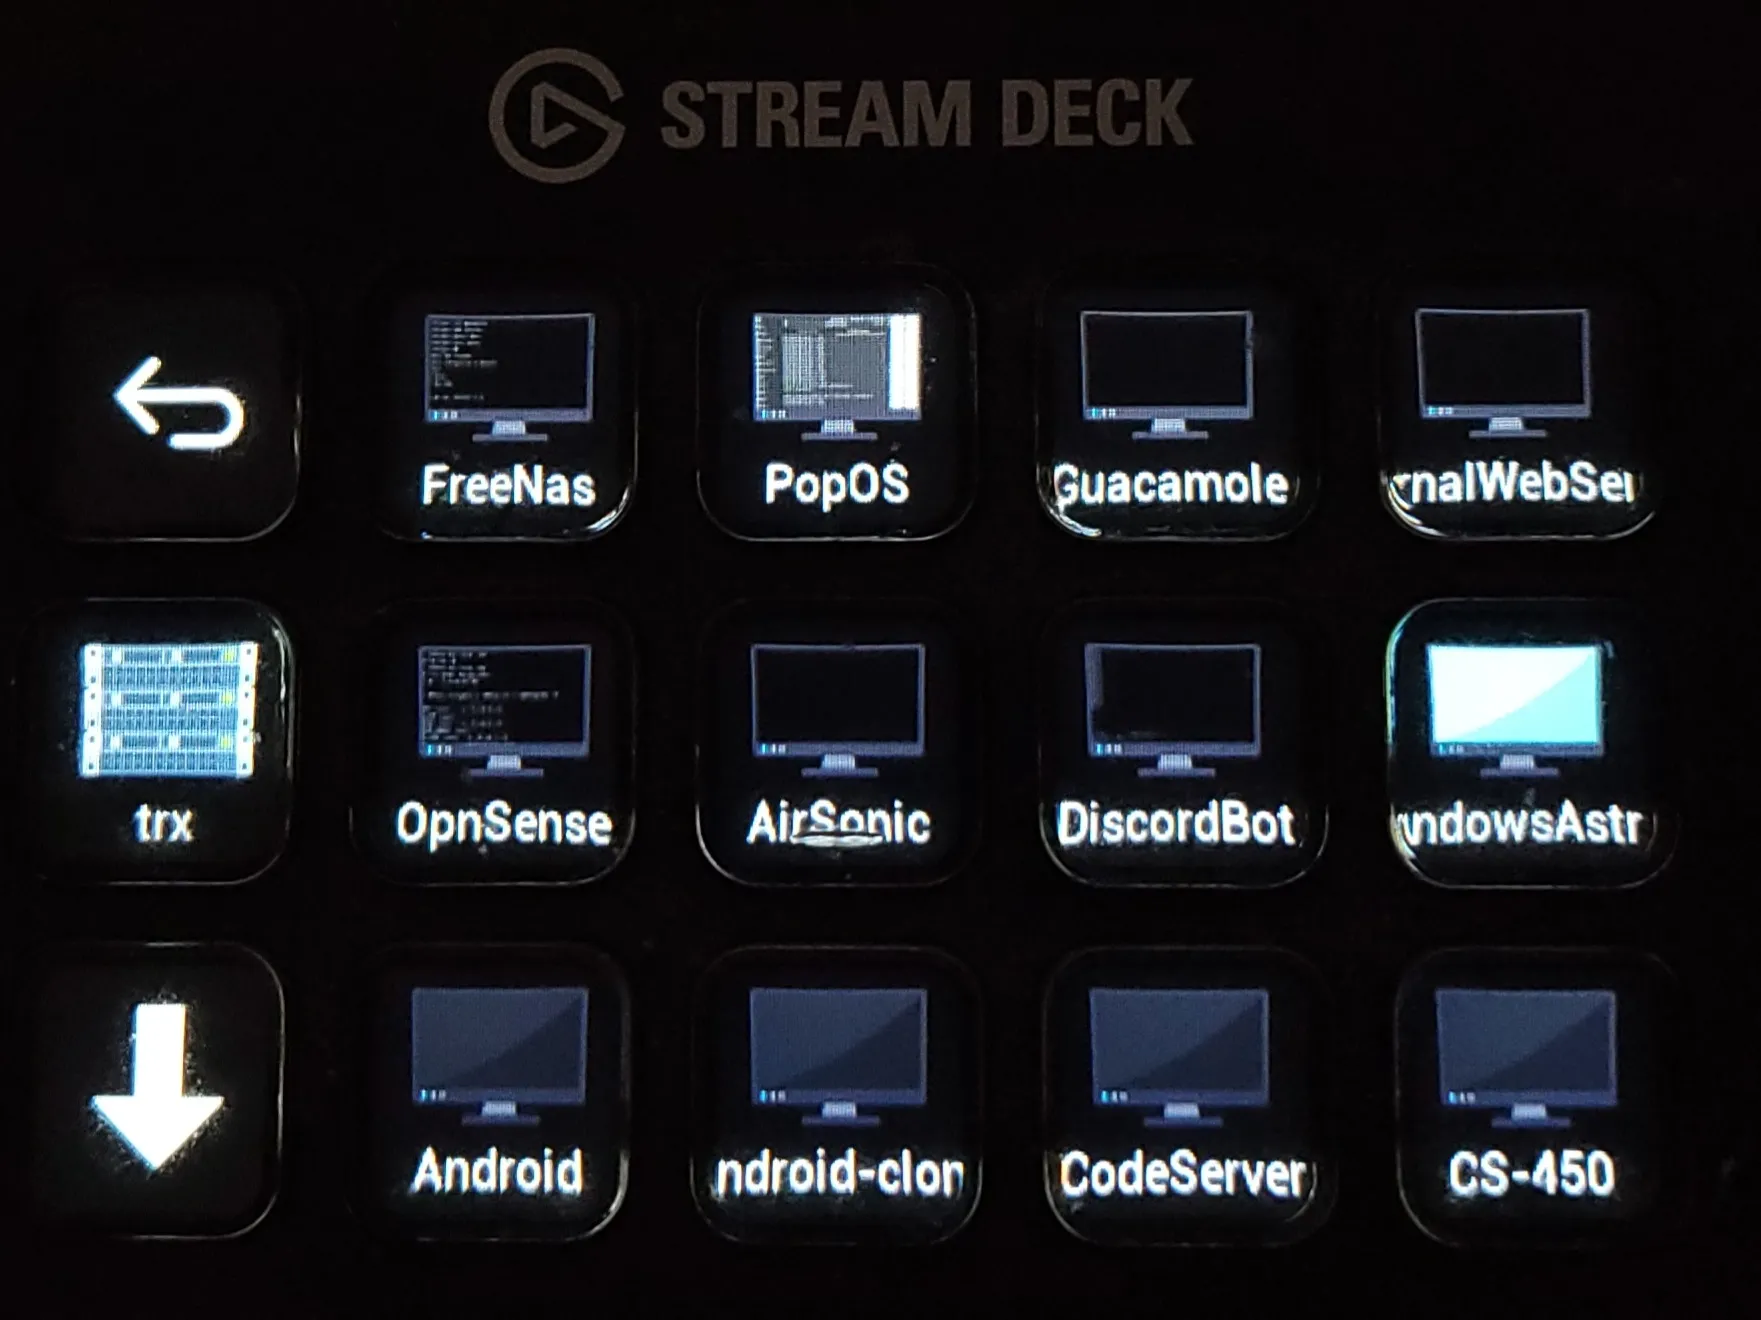 STREAM DECK
FreeNas
PopOS
Guacamole
rnalWebSer
trx
OpnSense
AirSonic
DiscordBot
ndowsAstr
Android
ndroid-clon
CodeServer
CS-450